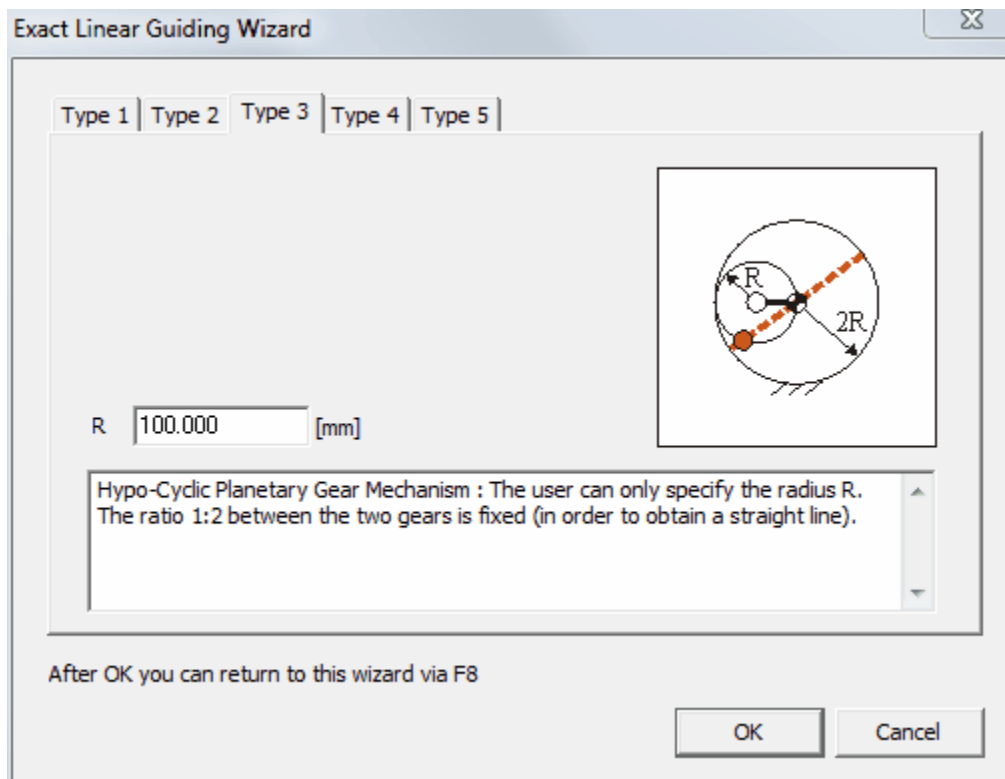 Exact Linear Guiding Wizard
Type 1 Type 2 Type 3 Type 4 Type 5
R
2R
R 100.000 [mm]
Hypo-Cyclic Planetary Gear Mechanism : The user can only specify the radius R.
The ratio 1:2 between the two gears is fixed (in order to obtain a straight line).
After OK you can return to this wizard via F8
OK Cancel